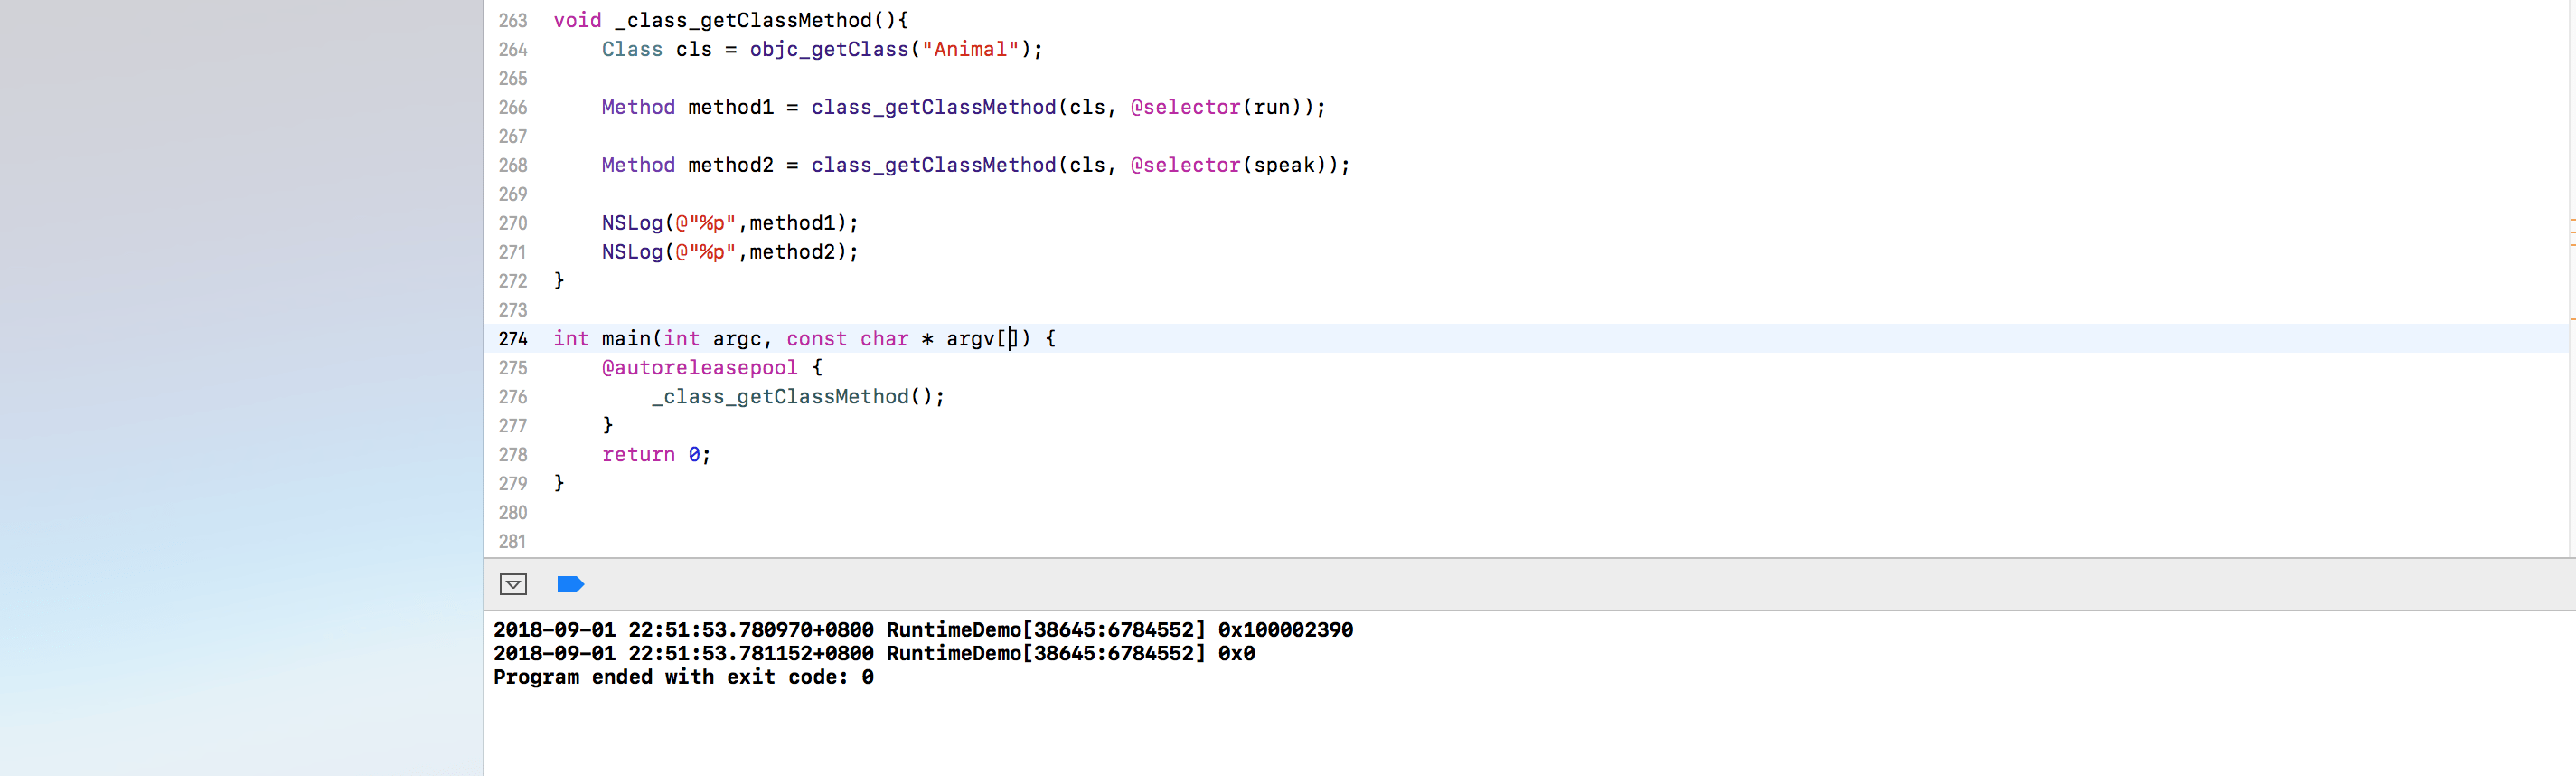 263 void _class_getClassMethod(){
264     Class cls = objc_getClass("Animal");
265
266     Method method1 = class_getClassMethod(cls, @selector(run));
267
268     Method method2 = class_getClassMethod(cls, @selector(speak));
269
270     NSLog(@"%p",method1);
271     NSLog(@"%p",method2);
272 }
273
274 int main(int argc, const char * argv[]) {
275     @autoreleasepool {
276         _class_getClassMethod();
277     }
278     return 0;
279 }
280
281
2018-09-01 22:51:53.780970+0800 RuntimeDemo[38645:6784552] 0x100002390
2018-09-01 22:51:53.781152+0800 RuntimeDemo[38645:6784552] 0x0
Program ended with exit code: 0